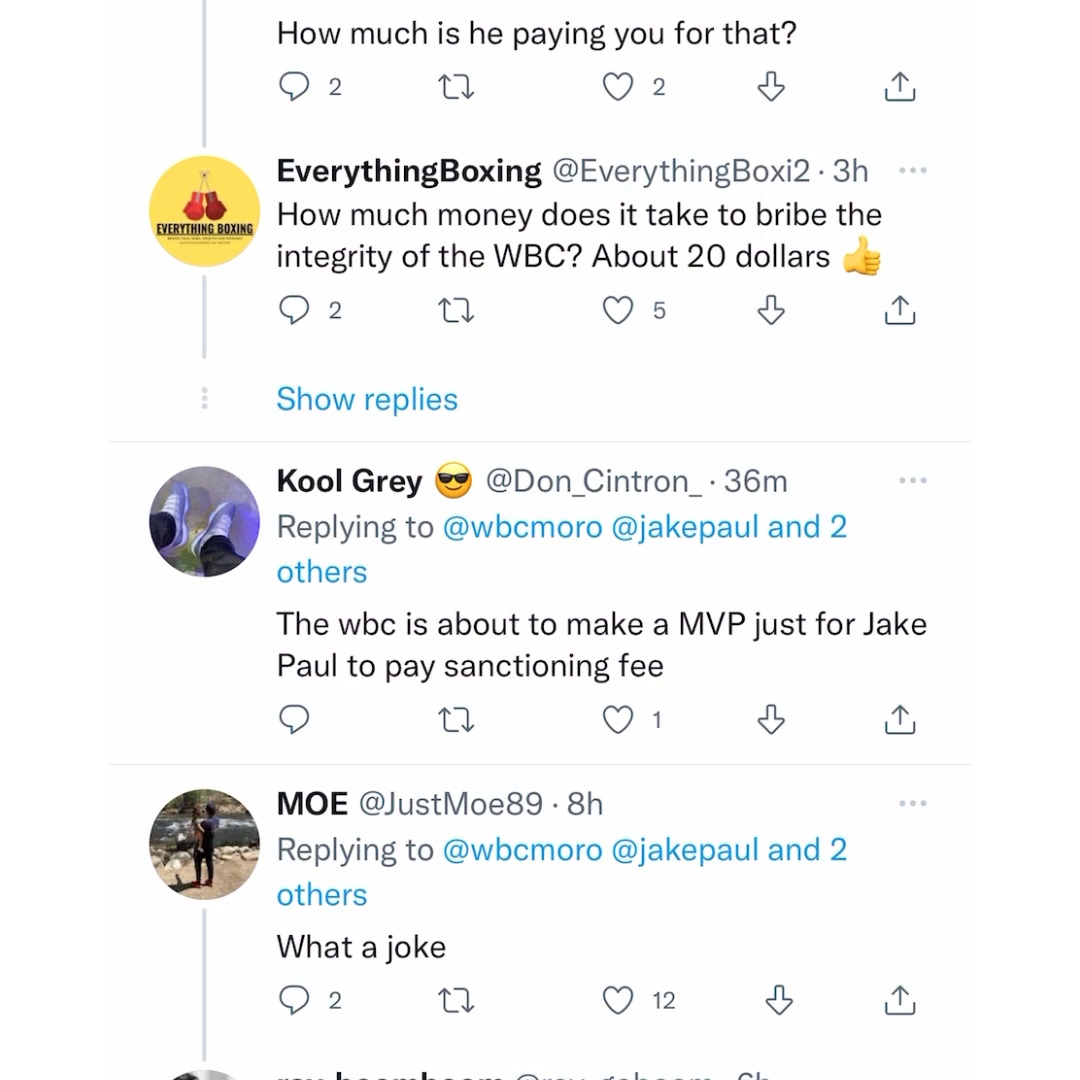 How much is he paying you for that?
2 2
EverythingBoxing @EverythingBoxi2 · 3h
How much money does it take to bribe the
integrity of the WBC? About 20 dollars 👍
EVERYTHING BOXING
2 5
Show replies
Kool Grey 😎 @Don_Cintron_ · 36m
Replying to @wbcmoro @jakepaul and 2
others
The wbc is about to make a MVP just for Jake
Paul to pay sanctioning fee
1
MOE @JustMoe89 · 8h
Replying to @wbcmoro @jakepaul and 2
others
What a joke
2 12